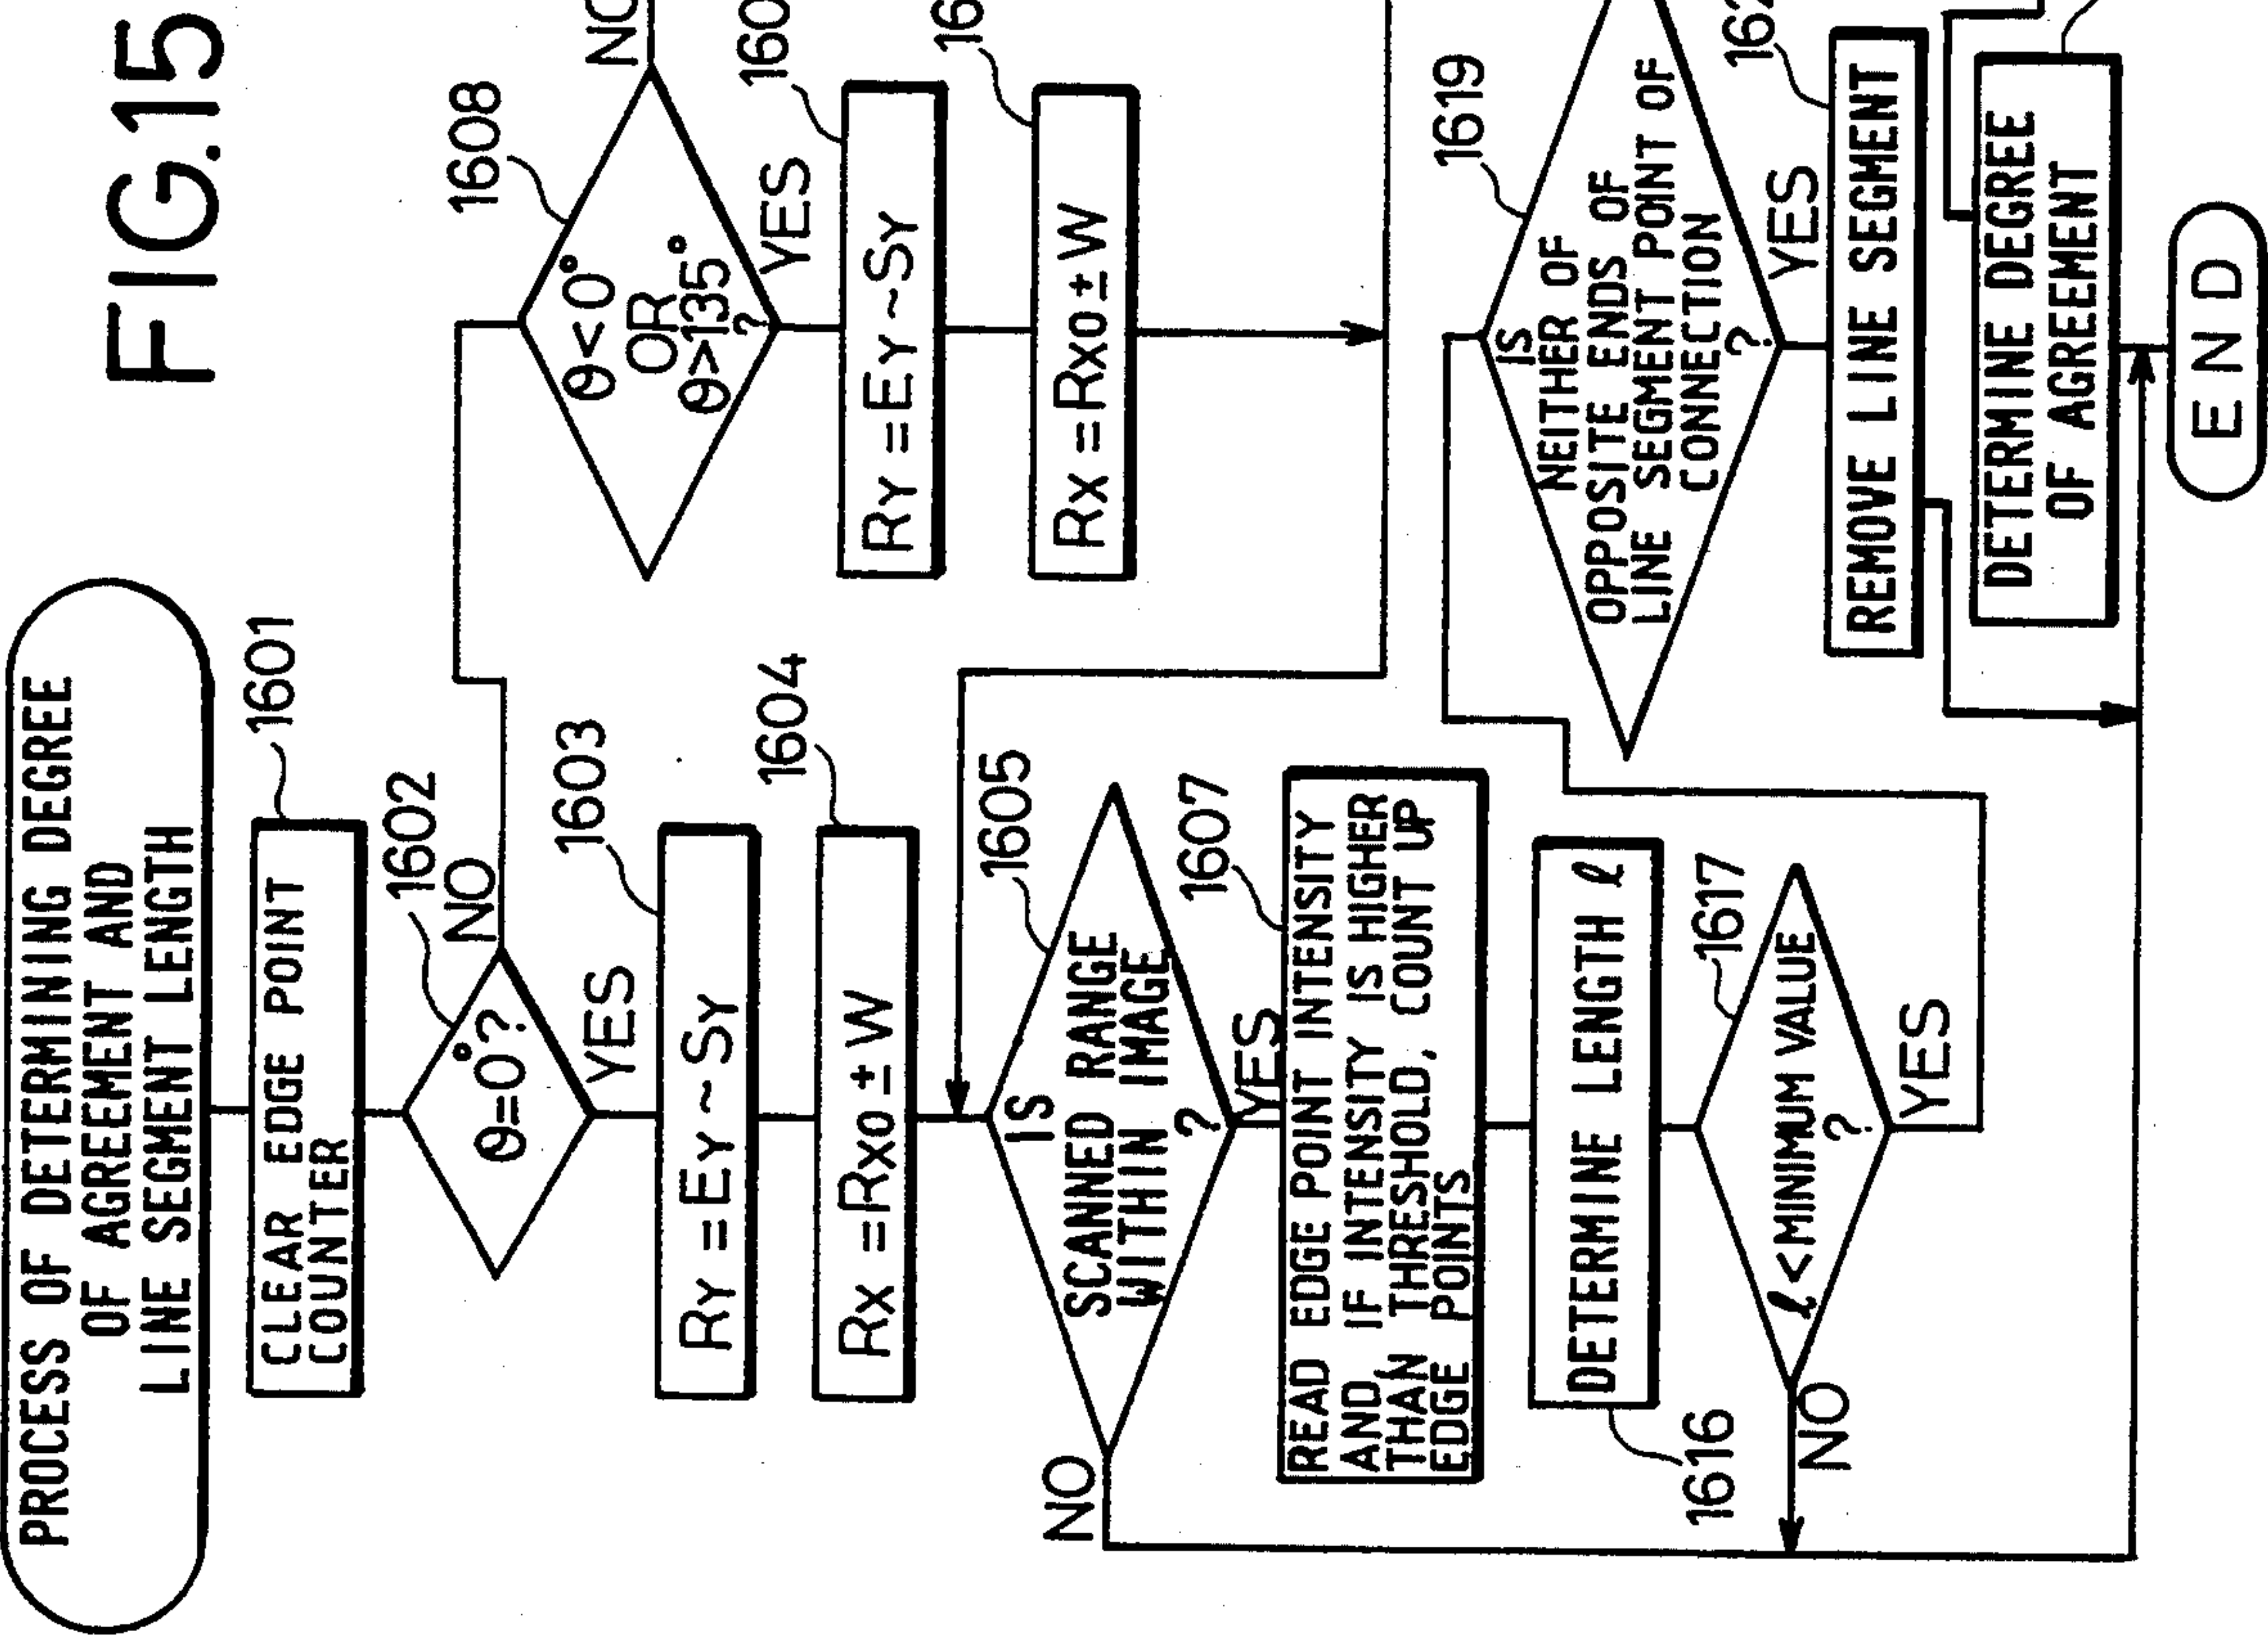 FIG.15
PROCESS OF DETERMINING DEGREE
OF AGREEMENT AND
LINE SEGMENT LENGTH
1601
CLEAR EDGE POINT
COUNTER
1602
θ=0°?
NO
YES
1603
Ry=Ey~Sy
1604
Rx=Rxo±W
1605
IS
SCANNED RANGE
WITHIN IMAGE
?
NO
YES
1607
READ EDGE POINT INTENSITY
AND IF INTENSITY IS HIGHER
THAN THRESHOLD, COUNT UP
EDGE POINTS
1616
DETERMINE LENGTH ℓ
1617
ℓ<MINIMUM VALUE
?
NO
YES
1608
θ<0°
OR
θ>135°
?
NO
YES
Ry=Ey~Sy
Rx=Rxo±W
1619
IS
NEITHER OF
OPPOSITE ENDS OF
LINE SEGMENT POINT OF
CONNECTION
?
YES
REMOVE LINE SEGMENT
DETERMINE DEGREE
OF AGREEMENT
END